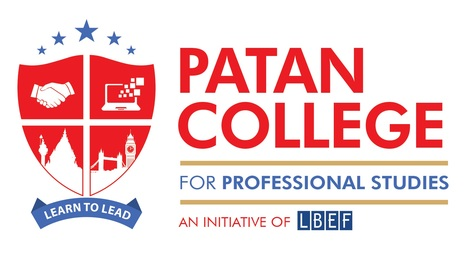 PATAN
COLLEGE
FOR PROFESSIONAL STUDIES
AN INITIATIVE OF LBEF
LEARN TO LEAD